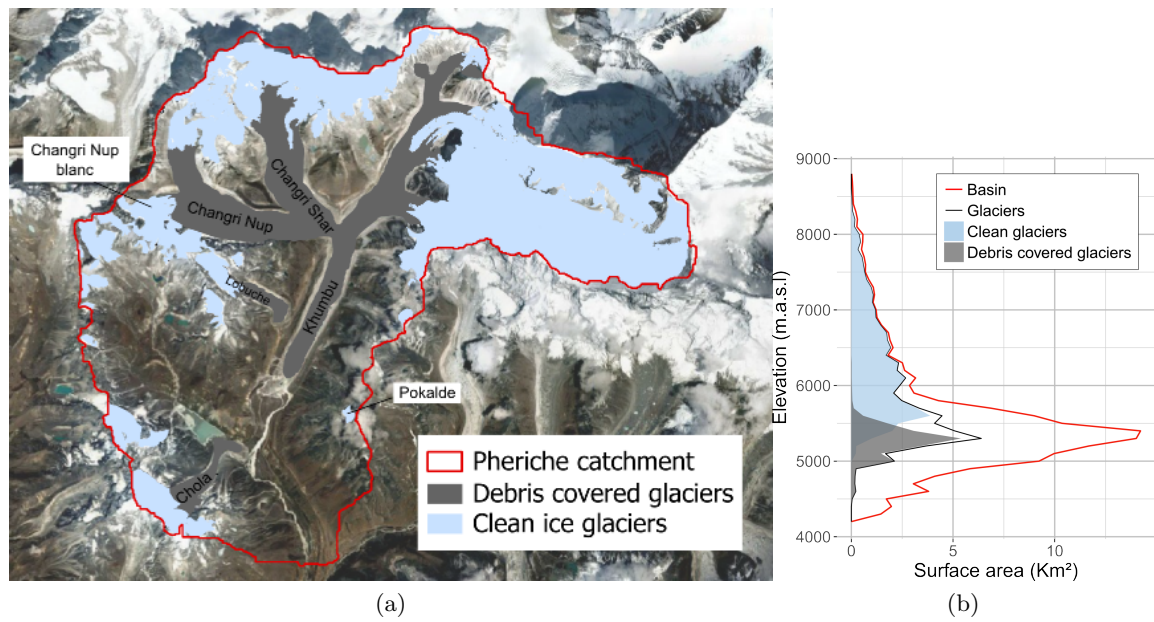 Changri Nup
blanc
Changri Nup
Changri Shar
Khumbu
Lobuche
Chola
Pokalde
Pheriche catchment
Debris covered glaciers
Clean ice glaciers
(a)
Elevation (m.a.s.l)
9000
8000
7000
6000
5000
4000
Basin
Glaciers
Clean glaciers
Debris covered glaciers
0
5
10
Surface area (Km²)
(b)